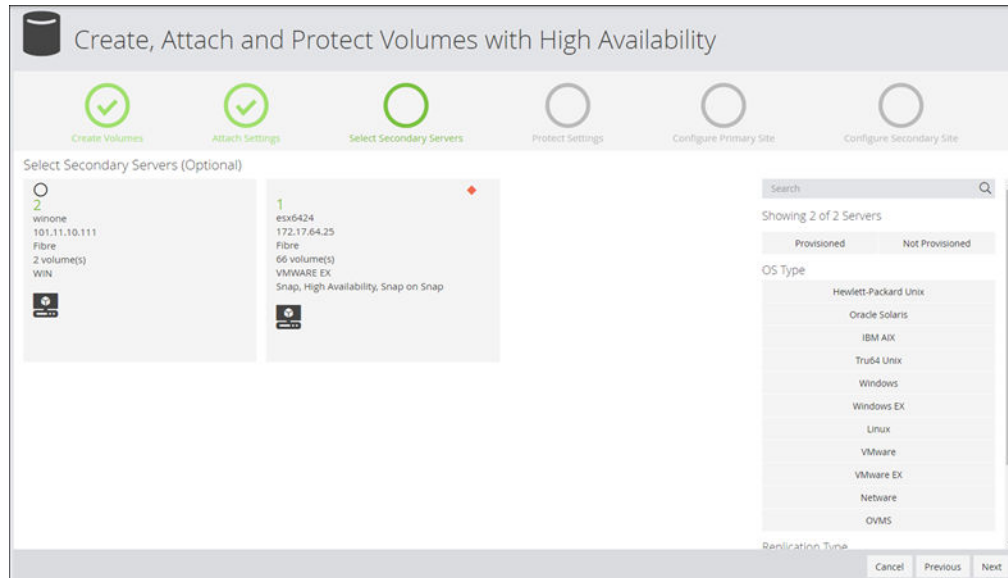 Create, Attach and Protect Volumes with High Availability
Create Volumes
Attach Settings
Select Secondary Servers
Protect Settings
Configure Primary Site
Configure Secondary Site
Select Secondary Servers (Optional)
2
winone
101.11.10.111
Fibre
2 volume(s)
WIN
1
esx6424
172.17.64.25
Fibre
66 volume(s)
VMWARE EX
Snap, High Availability, Snap on Snap
Search
Showing 2 of 2 Servers
Provisioned
Not Provisioned
OS Type
Hewlett-Packard Unix
Oracle Solaris
IBM AIX
Tru64 Unix
Windows
Windows EX
Linux
VMware
VMware EX
Netware
OVMS
Replication Type
Cancel
Previous
Next